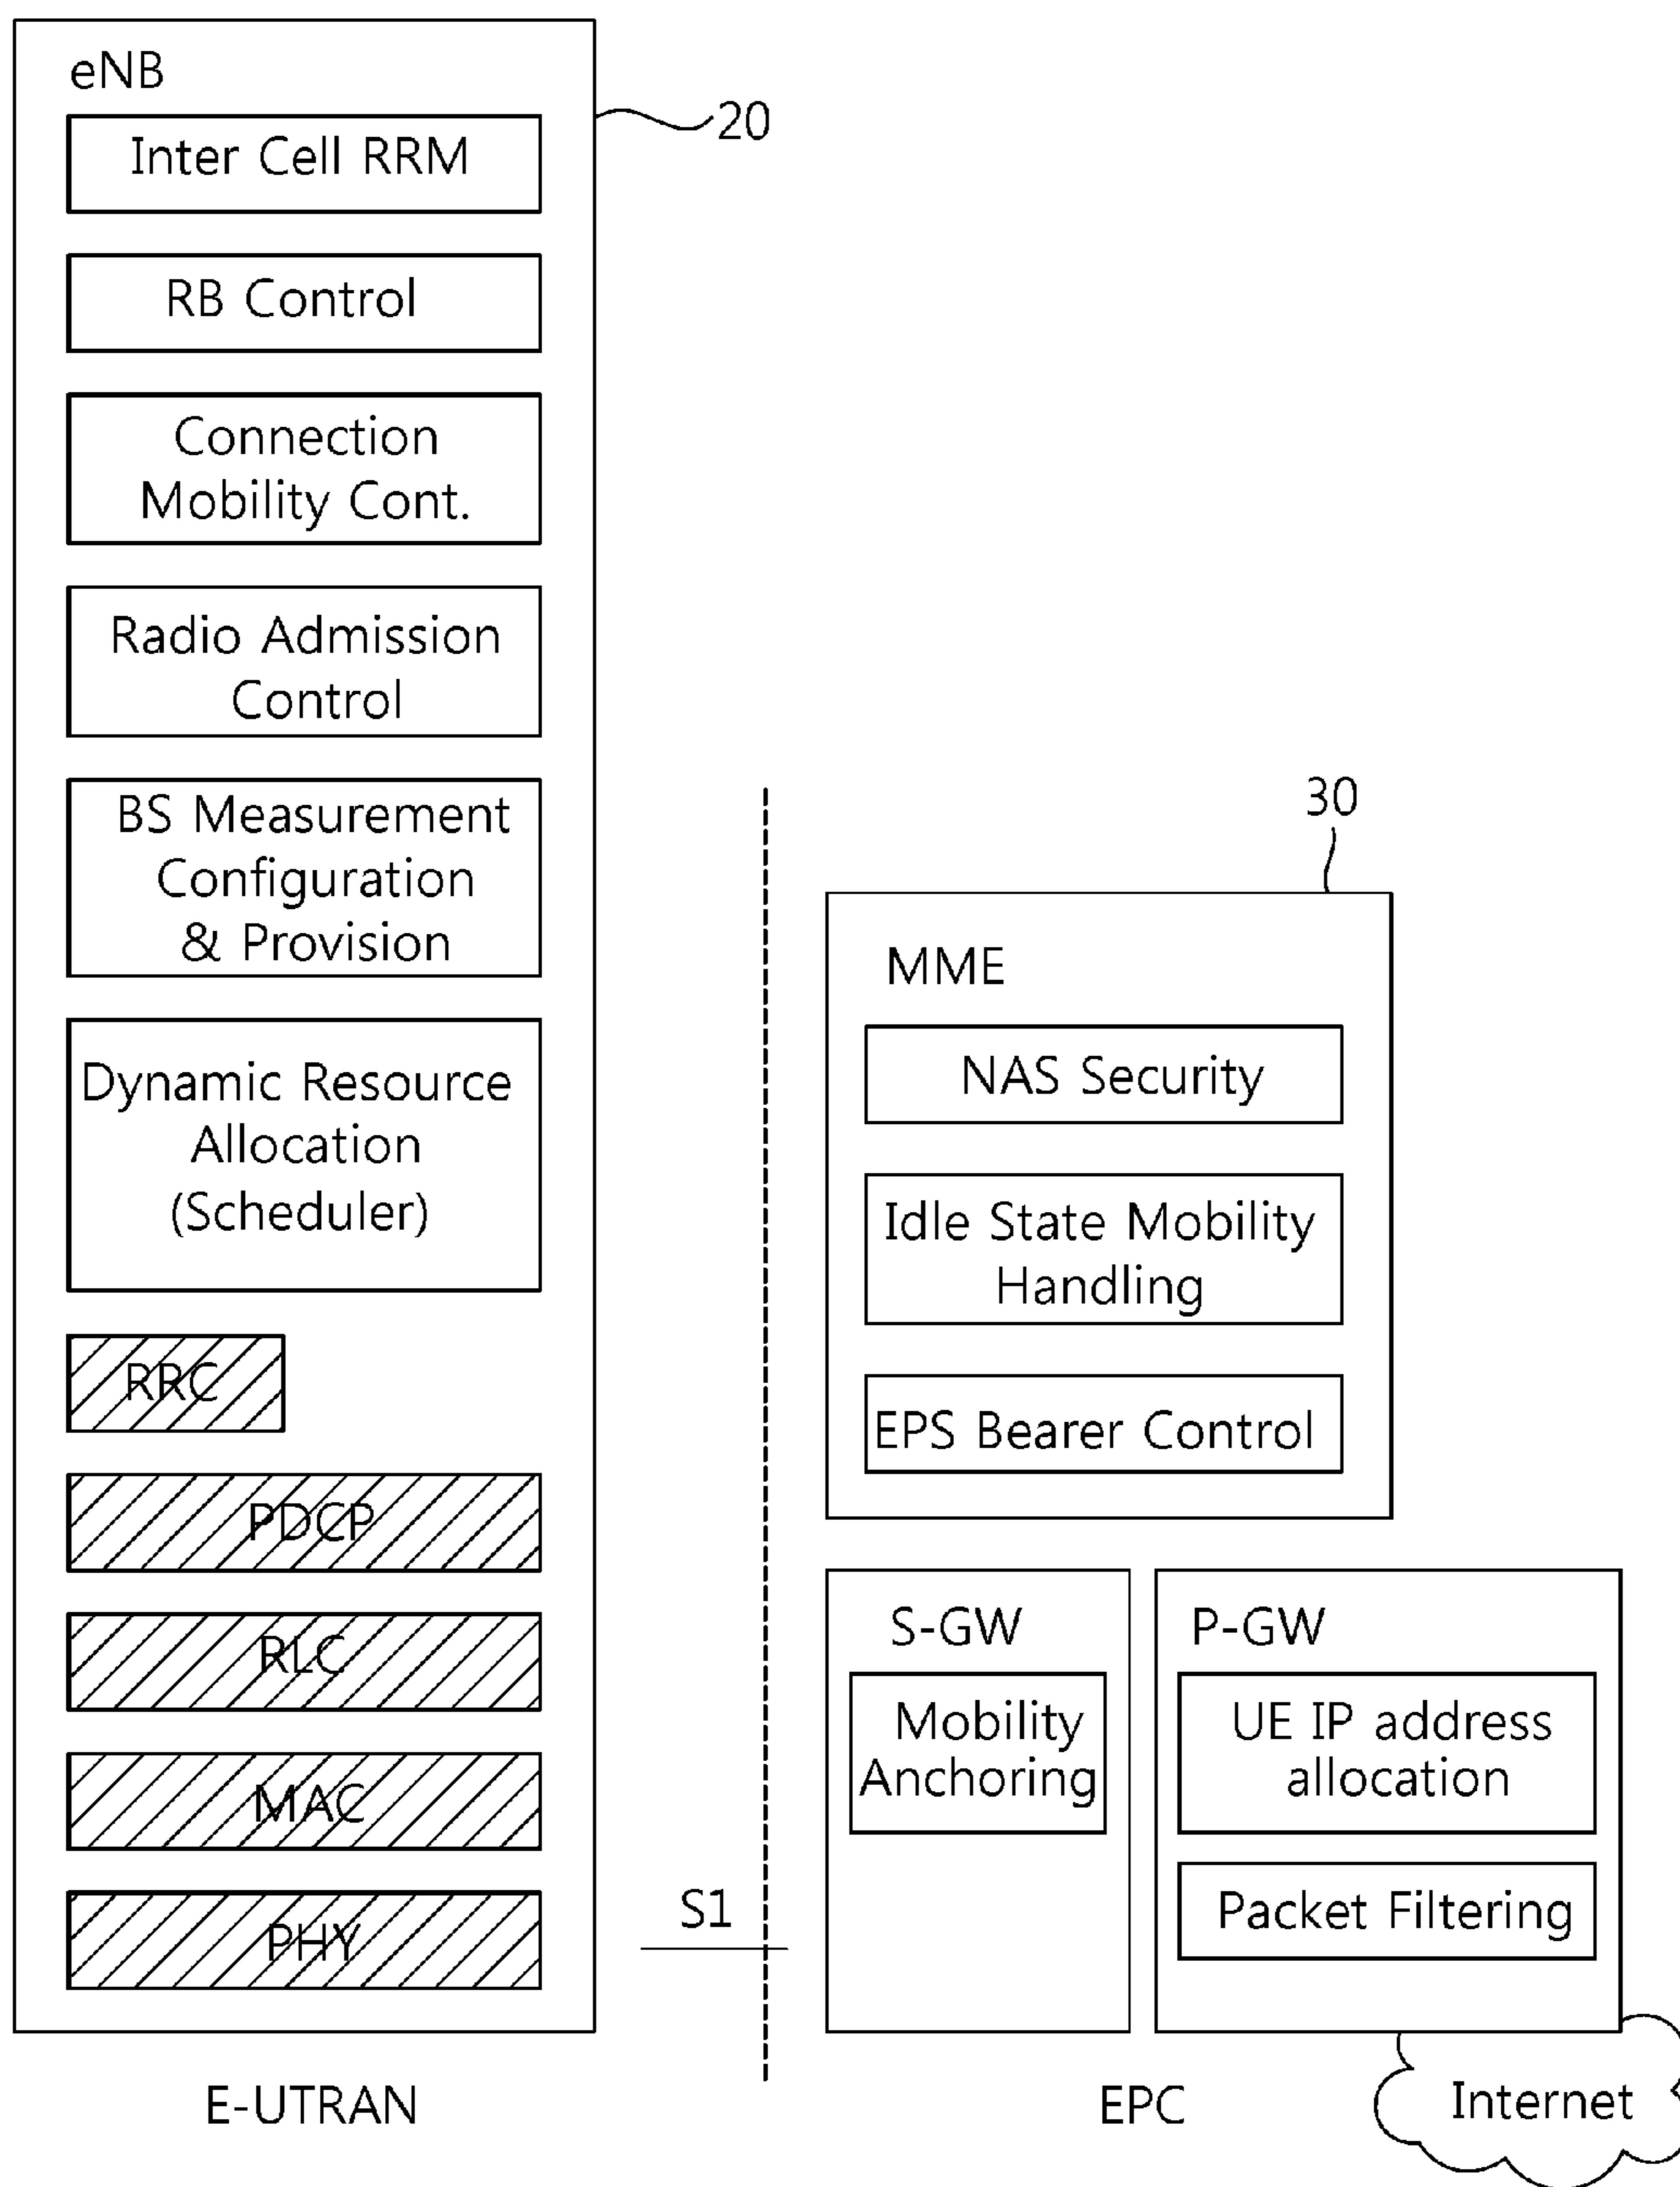 eNB
20
Inter Cell RRM
RB Control
Connection
Mobility Cont.
Radio Admission
Control
BS Measurement
Configuration
& Provision
Dynamic Resource
Allocation
(Scheduler)
RRC
PDCP
RLC
MAC
PHY
S1
E-UTRAN
30
MME
NAS Security
Idle State Mobility
Handling
EPS Bearer Control
S-GW
Mobility
Anchoring
P-GW
UE IP address
allocation
Packet Filtering
EPC
Internet